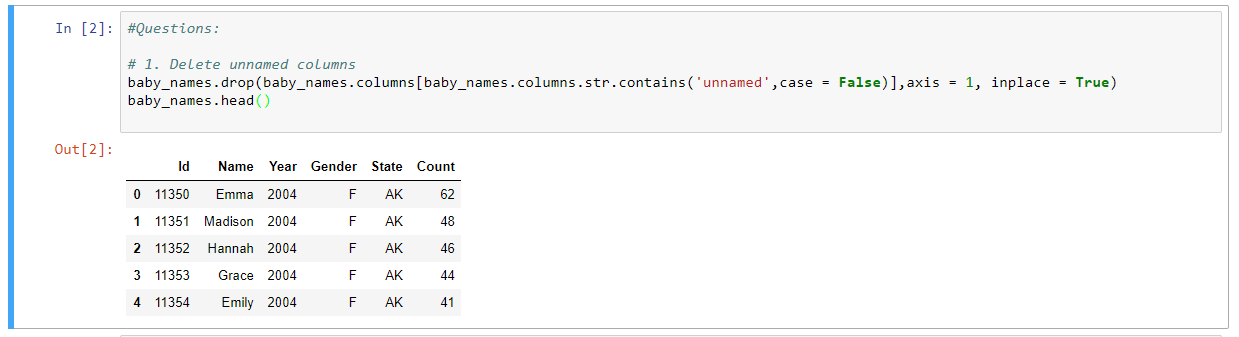 In [2]: #Questions:
# 1. Delete unnamed columns
baby_names.drop(baby_names.columns[baby_names.columns.str.contains('unnamed',case = False)],axis = 1, inplace = True)
baby_names.head()
Out[2]:
Id Name Year Gender State Count
0 11350 Emma 2004 F AK 62
1 11351 Madison 2004 F AK 48
2 11352 Hannah 2004 F AK 46
3 11353 Grace 2004 F AK 44
4 11354 Emily 2004 F AK 41